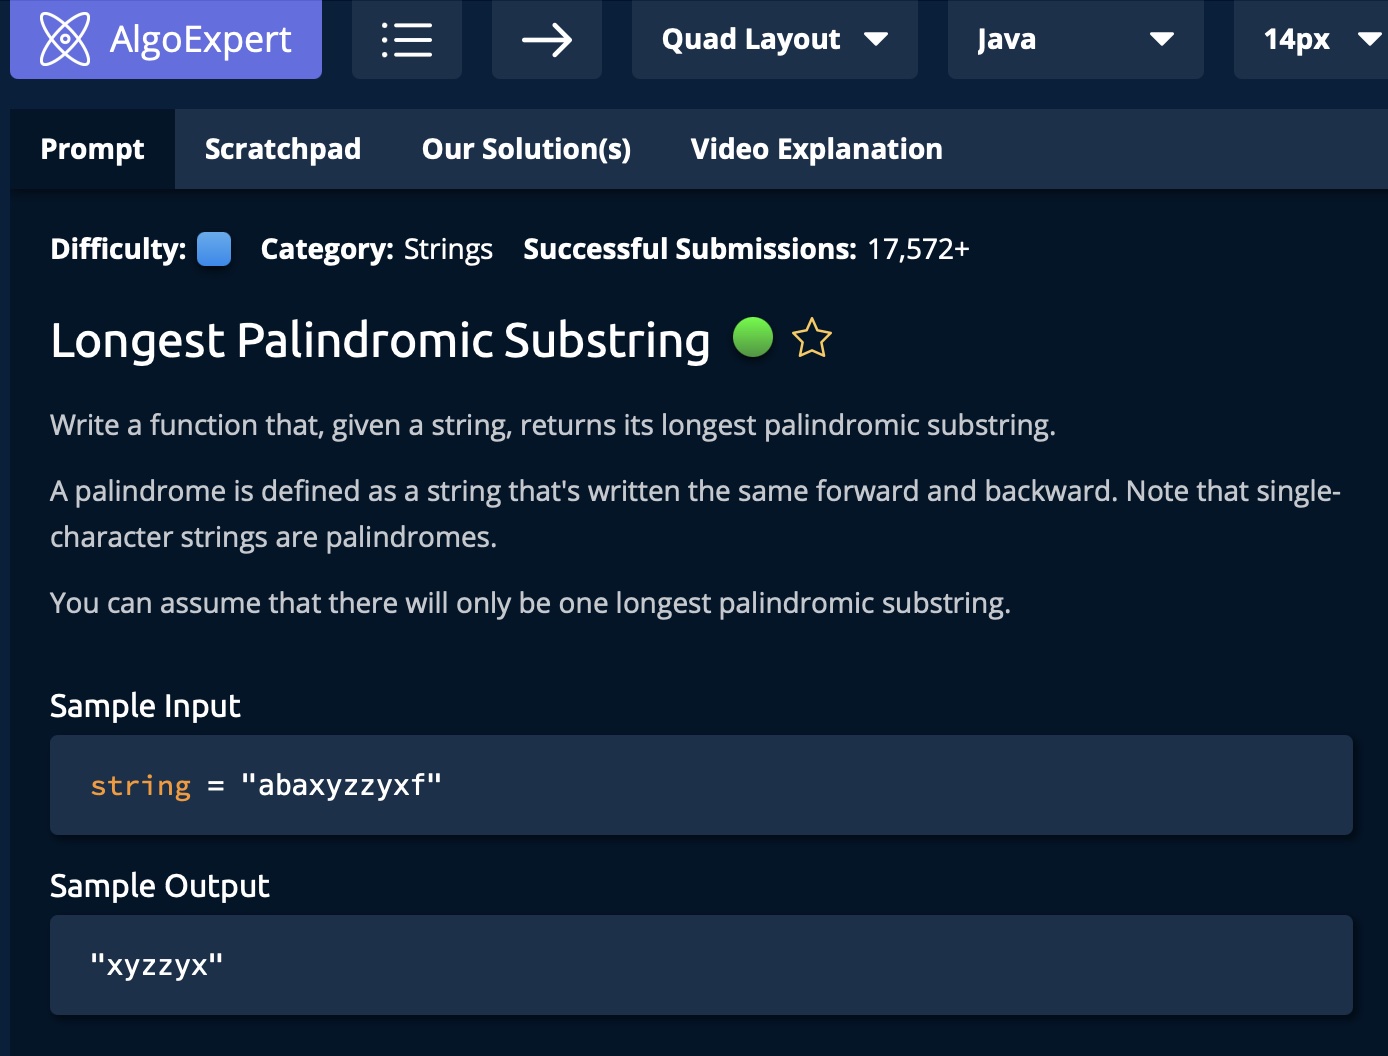 AlgoExpert
Quad Layout
Java
14px
Prompt
Scratchpad
Our Solution(s)
Video Explanation
Difficulty: Category: Strings Successful Submissions: 17,572+
Longest Palindromic Substring
Write a function that, given a string, returns its longest palindromic substring.
A palindrome is defined as a string that's written the same forward and backward. Note that single-
character strings are palindromes.
You can assume that there will only be one longest palindromic substring.
Sample Input
string = "abaxyzzyxf"
Sample Output
"xyzzyx"